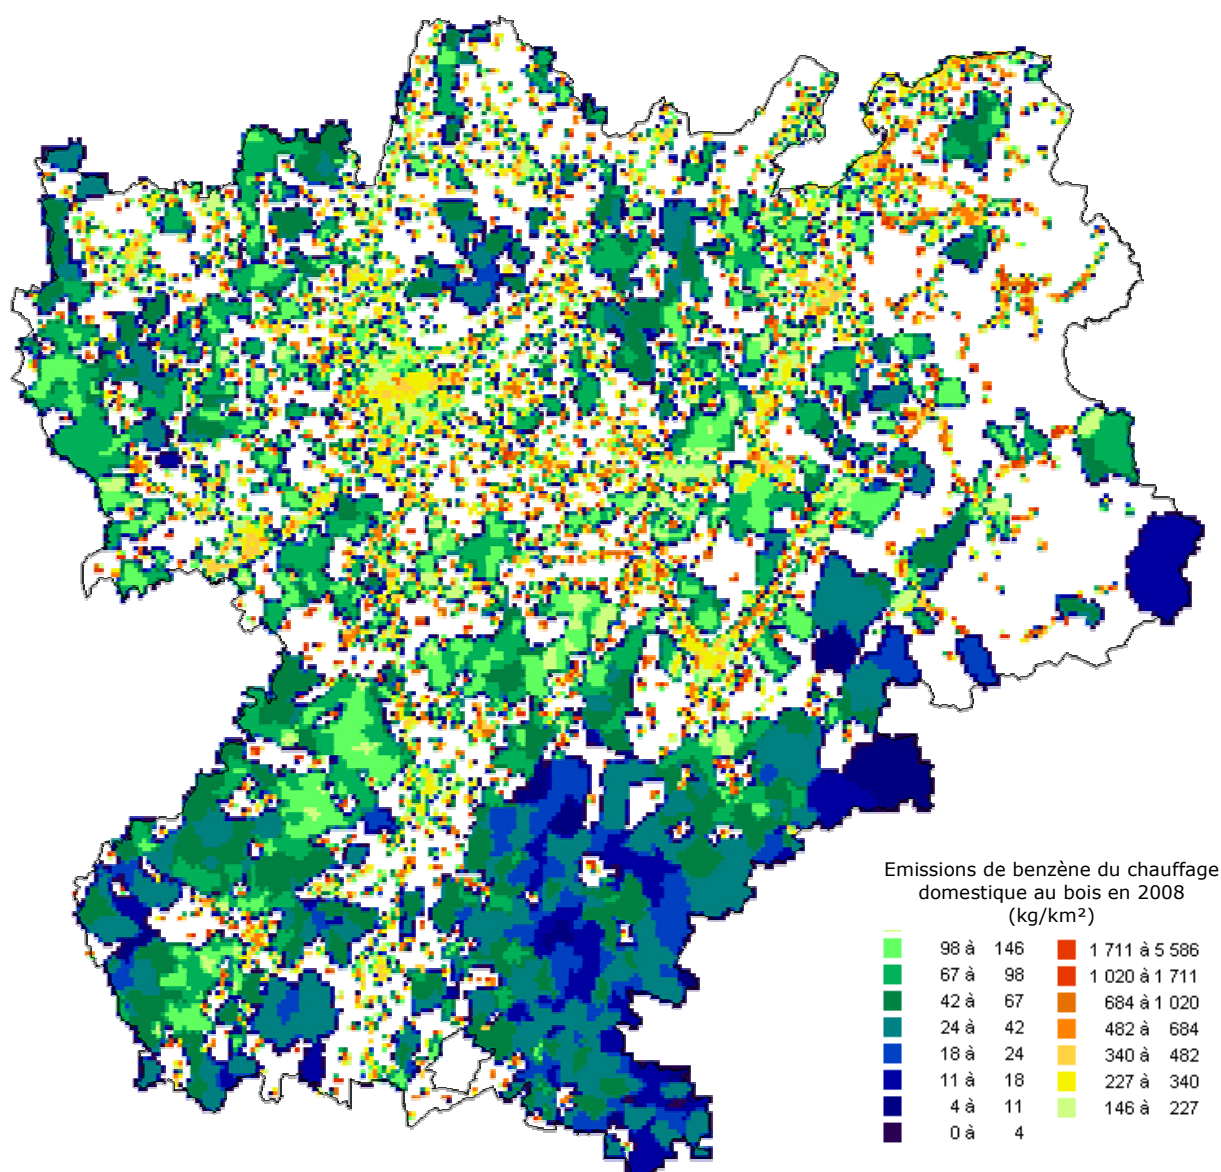 Emissions de benzène du chauffage
domestique au bois en 2008
(kg/km²)
98 à 146
67 à 98
42 à 67
24 à 42
18 à 24
11 à 18
4 à 11
0 à 4
1 711 à 5 586
1 020 à 1 711
684 à 1 020
482 à 684
340 à 482
227 à 340
146 à 227